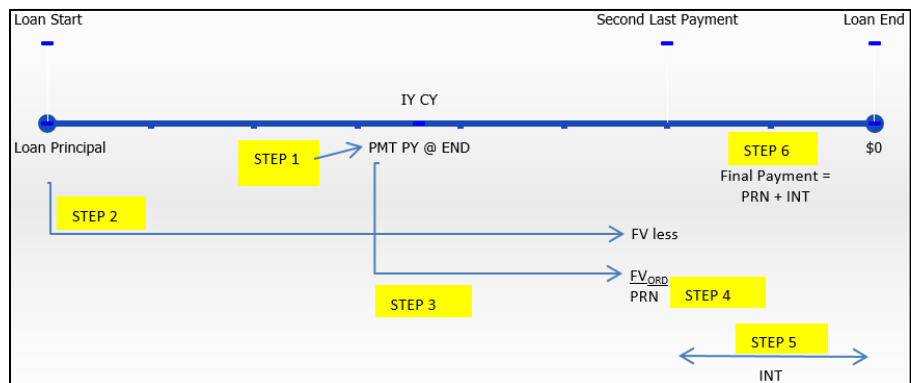 Loan Start
Second Last Payment
Loan End
IY CY
Loan Principal
STEP 1
PMT PY @ END
STEP 6
$0
Final Payment =
PRN + INT
STEP 2
FV less
STEP 3
FVORD
PRN
STEP 4
STEP 5
INT